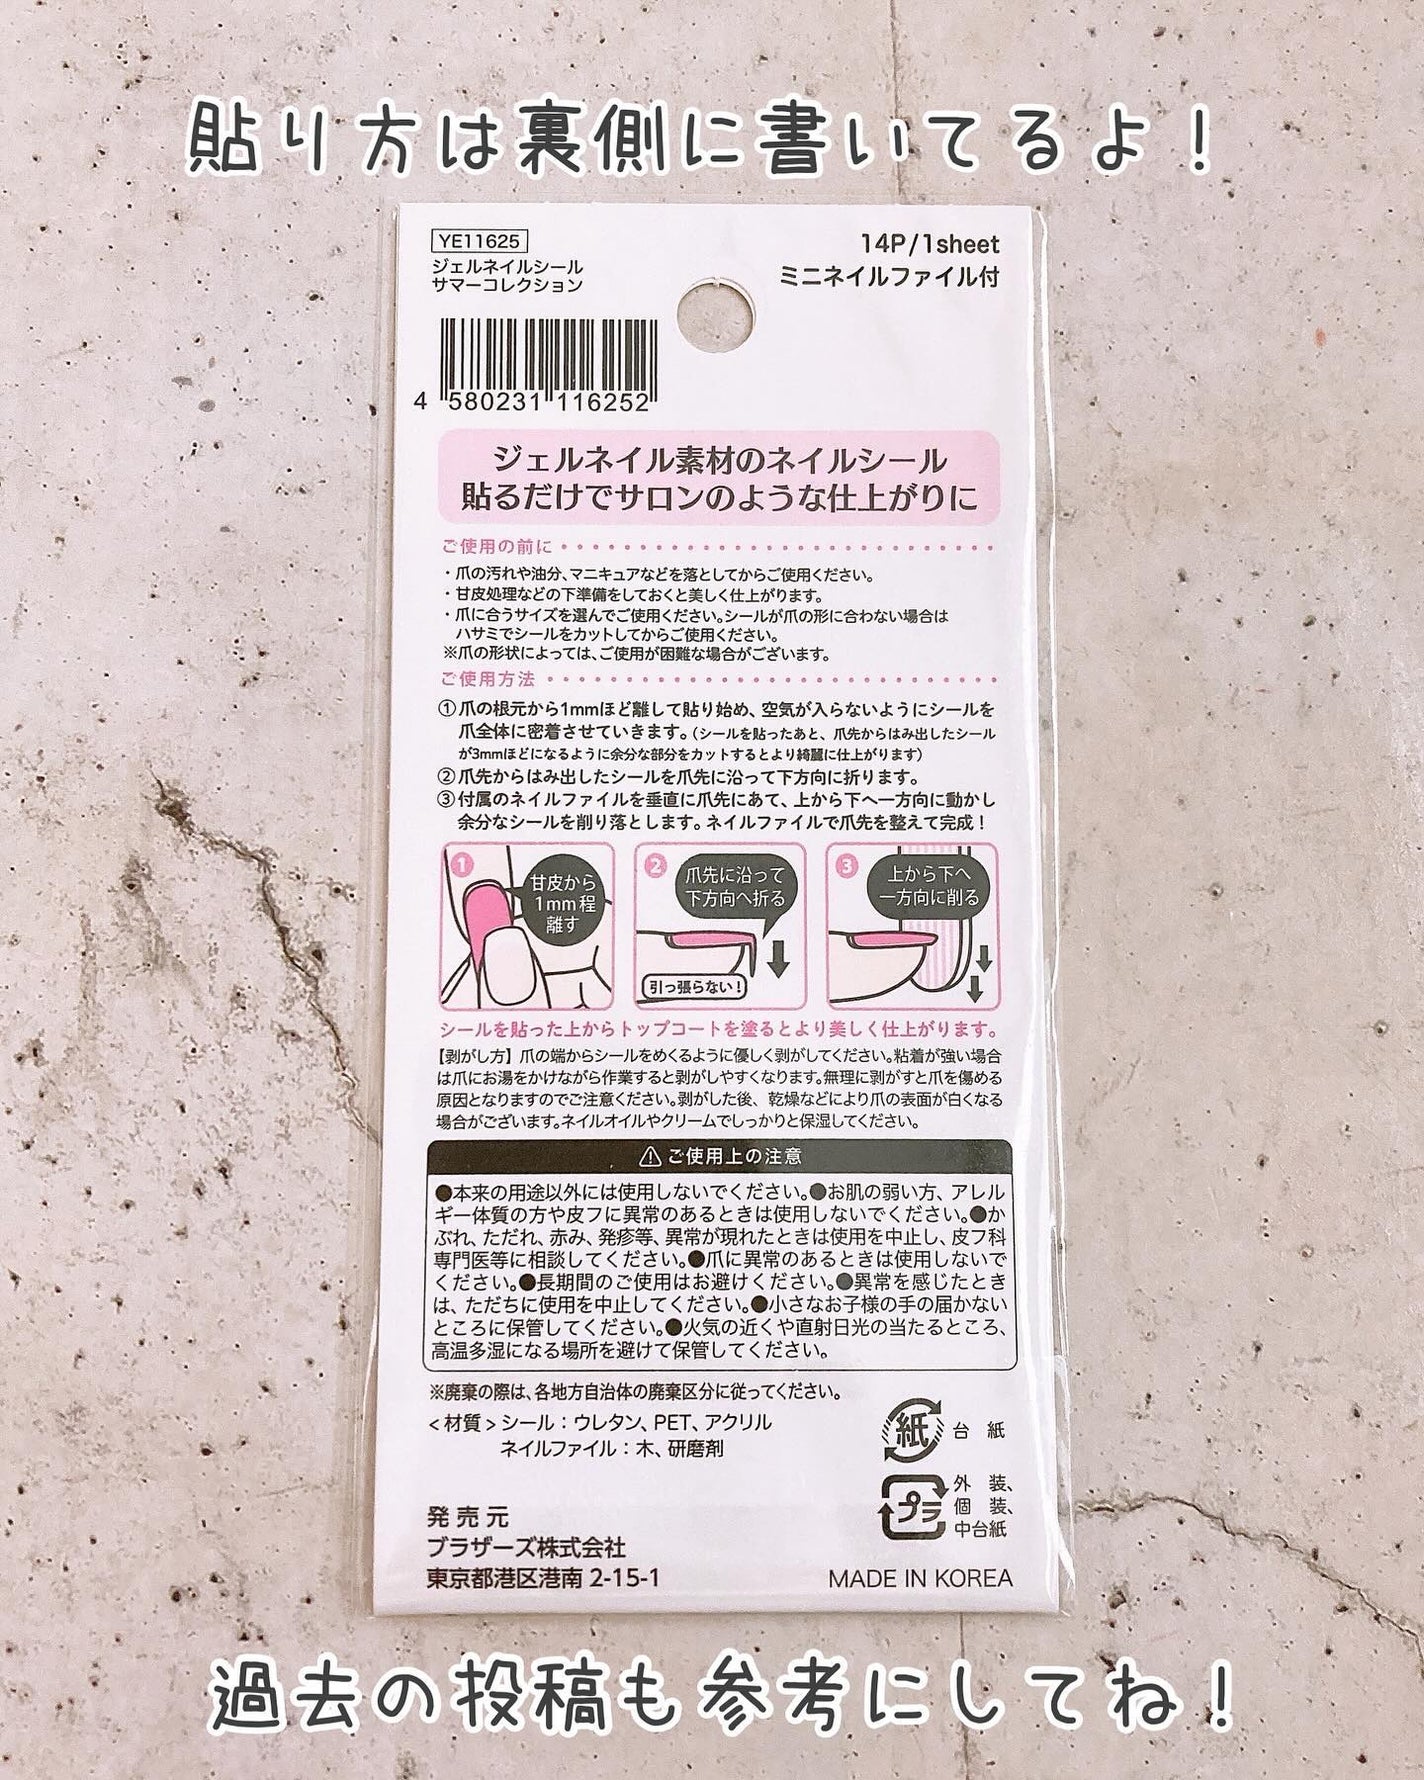 貼り方は裏側に書いてるよ！
YE11625
ジェルネイルシール
サマーコレクション
14P/1sheet
ミニネイルファイル付
4 580231 116252
ジェルネイル素材のネイルシール
貼るだけでサロンのような仕上がりに
ご使用の前に
・爪の汚れや油分、マニキュアなどを落としてからご使用ください。
・甘皮処理などの下準備をしておくと美しく仕上がります。
・爪に合うサイズを選んでご使用ください。シールが爪の形に合わない場合は
ハサミでシールをカットしてからご使用ください。
※爪の形状によっては、ご使用が困難な場合がございます。
ご使用方法
①爪の根元から1mmほど離して貼り始め、空気が入らないようにシールを
爪全体に密着させていきます。（シールを貼ったあと、爪先からはみ出したシール
が3mmほどになるように余分な部分をカットするとより綺麗に仕上がります）
②爪先からはみ出したシールを爪先に沿って下方向に折ります。
③付属のネイルファイルを垂直に爪先にあて、上から下へ一方向に動かし
余分なシールを削り落とします。ネイルファイルで爪先を整えて完成！
1
甘皮から
1mm程
離す
2
爪先に沿って
下方向へ折る
引っ張らない！
3
上から下へ
一方向に削る
シールを貼った上からトップコートを塗るとより美しく仕上がります。
【剥がし方】爪の端からシールをめくるように優しく剥がしてください。粘着が強い場合
は爪にお湯をかけながら作業すると剥がしやすくなります。無理に剥がすと爪を傷める
原因となりますのでご注意ください。剥がした後、乾燥などにより爪の表面が白くなる
場合がございます。ネイルオイルやクリームでしっかりと保湿してください。
⚠ご使用上の注意
●本来の用途以外には使用しないでください。●お肌の弱い方、アレル
ギー体質の方や皮フに異常のあるときは使用しないでください。●か
ぶれ、ただれ、赤み、発疹等、異常が現れたときは使用を中止し、皮フ科
専門医等に相談してください。●爪に異常のあるときは使用しないで
ください。●長期間のご使用はお避けください。●異常を感じたとき
は、ただちに使用を中止してください。●小さなお子様の手の届かない
ところに保管してください。●火気の近くや直射日光の当たるところ、
高温多湿になる場所を避けて保管してください。
※廃棄の際は、各地方自治体の廃棄区分に従ってください。
<材質>シール：ウレタン、PET、アクリル
ネイルファイル：木、研磨剤
紙 台 紙
プラ 外 装、
個 装、
中台紙
発売元
ブラザーズ株式会社
東京都港区港南 2-15-1
MADE IN KOREA
過去の投稿も参考にしてね！